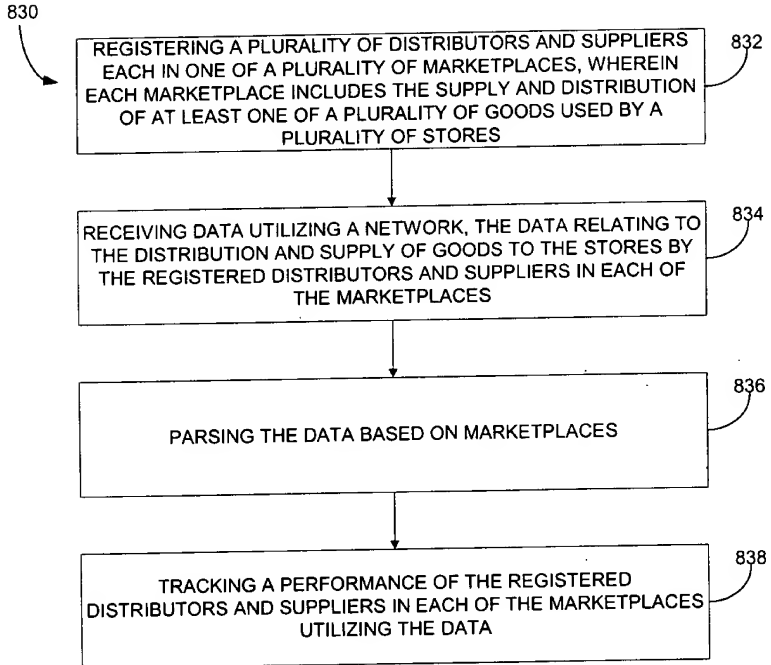 830
REGISTERING A PLURALITY OF DISTRIBUTORS AND SUPPLIERS
EACH IN ONE OF A PLURALITY OF MARKETPLACES, WHEREIN
EACH MARKETPLACE INCLUDES THE SUPPLY AND DISTRIBUTION
OF AT LEAST ONE OF A PLURALITY OF GOODS USED BY A
PLURALITY OF STORES
832
RECEIVING DATA UTILIZING A NETWORK, THE DATA RELATING TO
THE DISTRIBUTION AND SUPPLY OF GOODS TO THE STORES BY
THE REGISTERED DISTRIBUTORS AND SUPPLIERS IN EACH OF
THE MARKETPLACES
834
PARSING THE DATA BASED ON MARKETPLACES
836
TRACKING A PERFORMANCE OF THE REGISTERED
DISTRIBUTORS AND SUPPLIERS IN EACH OF THE MARKETPLACES
UTILIZING THE DATA
838